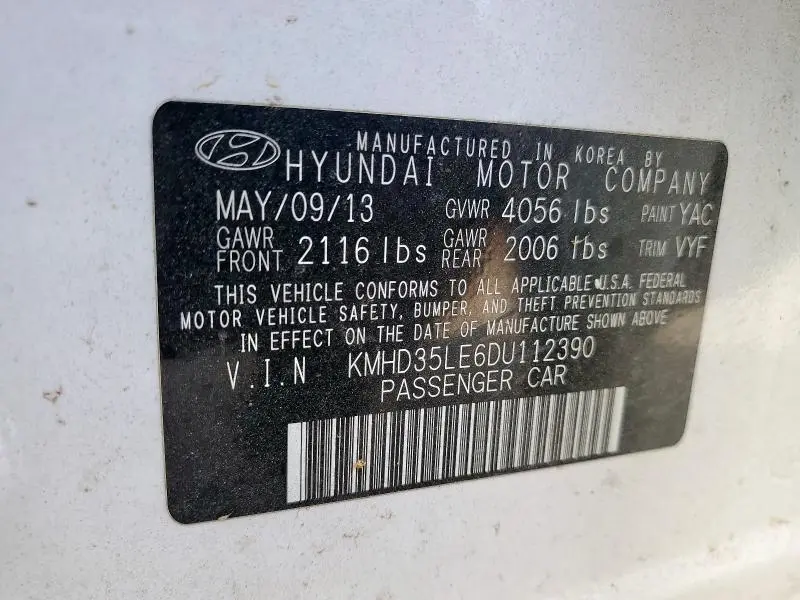 MANUFACTURED IN KOREA BY
HYUNDAI MOTOR COMPANY
MAY/09/13 GVWR 4056 lbs PAINT YAC
GAWR FRONT 2116 lbs GAWR REAR 2006 lbs TRIM VYF
THIS VEHICLE CONFORMS TO ALL APPLICABLE U.S.A. FEDERAL
MOTOR VEHICLE SAFETY, BUMPER, AND THEFT PREVENTION STANDARDS
IN EFFECT ON THE DATE OF MANUFACTURE SHOWN ABOVE
V.I.N KMHD35LE6DU112390
PASSENGER CAR